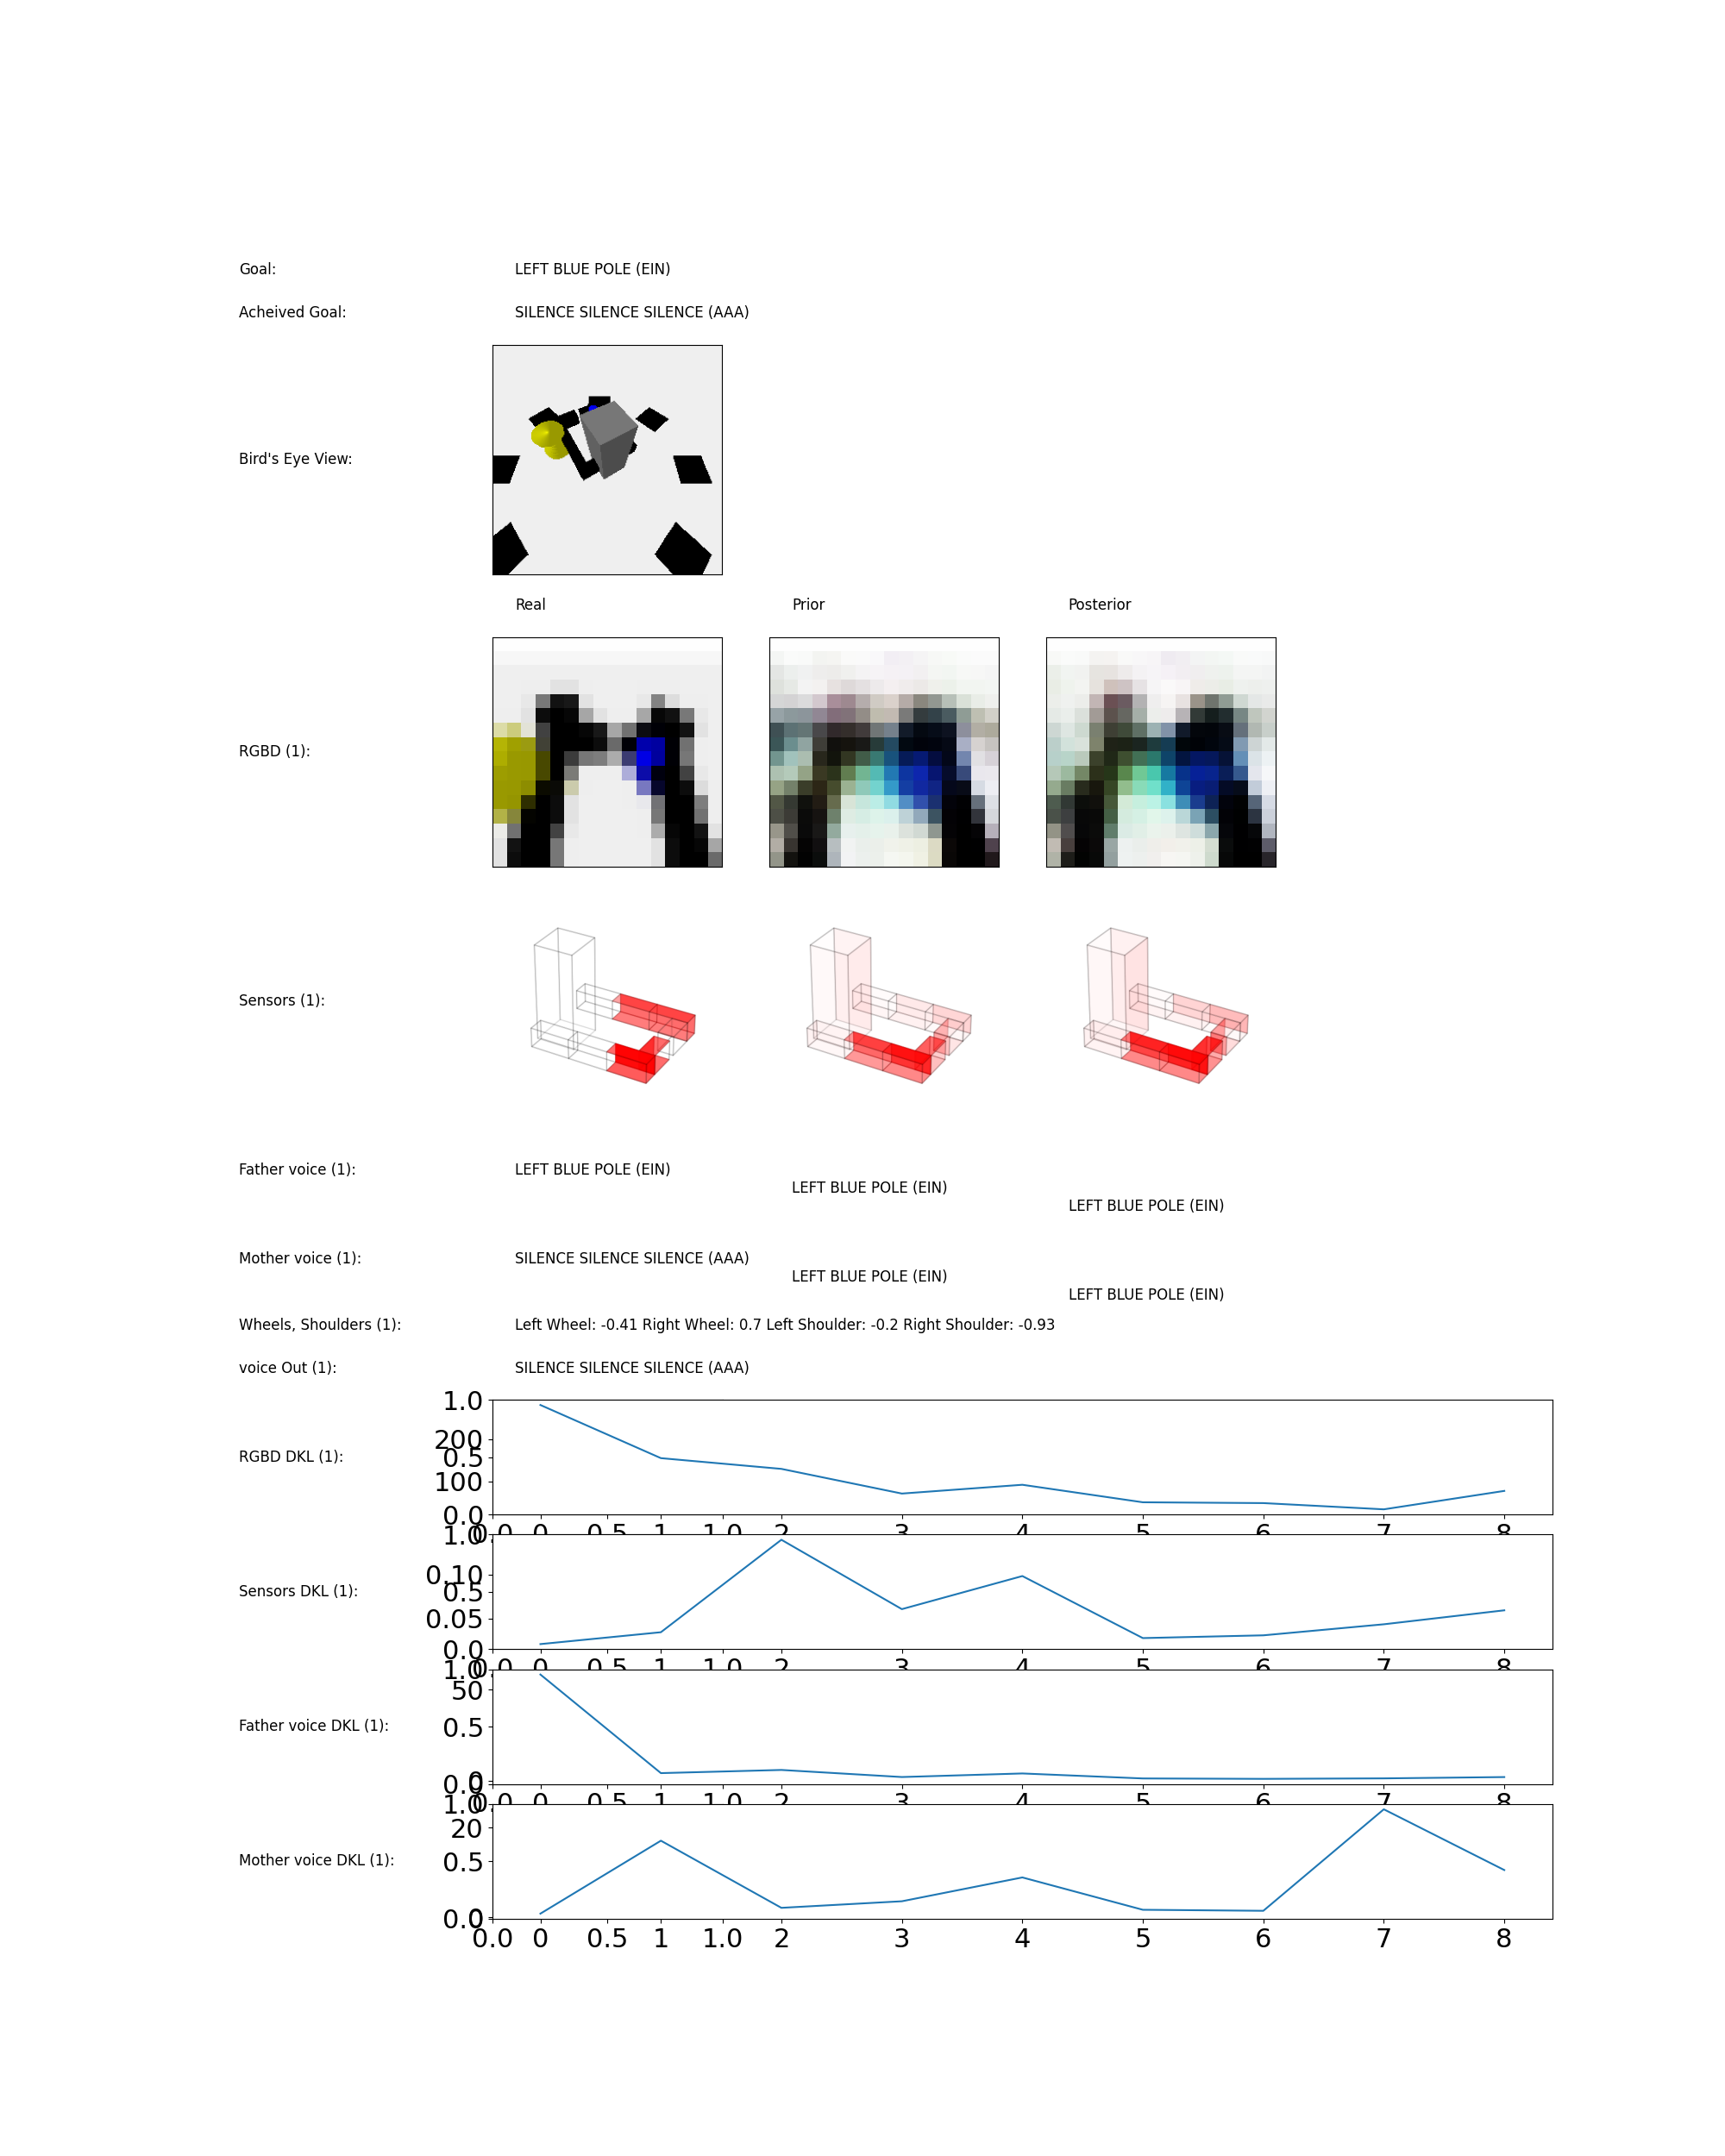 Goal: LEFT BLUE POLE (EIN)
Acheived Goal: SILENCE SILENCE SILENCE (AAA)
Bird's Eye View:
Real Prior Posterior
RGBD (1):
Sensors (1):
Father voice (1): LEFT BLUE POLE (EIN)
LEFT BLUE POLE (EIN)
LEFT BLUE POLE (EIN)
Mother voice (1): SILENCE SILENCE SILENCE (AAA)
LEFT BLUE POLE (EIN)
LEFT BLUE POLE (EIN)
Wheels, Shoulders (1): Left Wheel: -0.41 Right Wheel: 0.7 Left Shoulder: -0.2 Right Shoulder: -0.93
voice Out (1): SILENCE SILENCE SILENCE (AAA)
1.0
200
RGBD DKL (1): 0.5
100
0.0
0.0 0 0.5 1 1.0 2 3 4 5 6 7 8
1.0
0.10
Sensors DKL (1): 0.5
0.05
0.0
0.0 0 0.5 1 1.0 2 3 4 5 6 7 8
1.0
50
Father voice DKL (1): 0.5
0.0 0
0.0 0 0.5 1 1.0 2 3 4 5 6 7 8
1.0
20
Mother voice DKL (1): 0.5
0.0 0
0.0 0 0.5 1 1.0 2 3 4 5 6 7 8